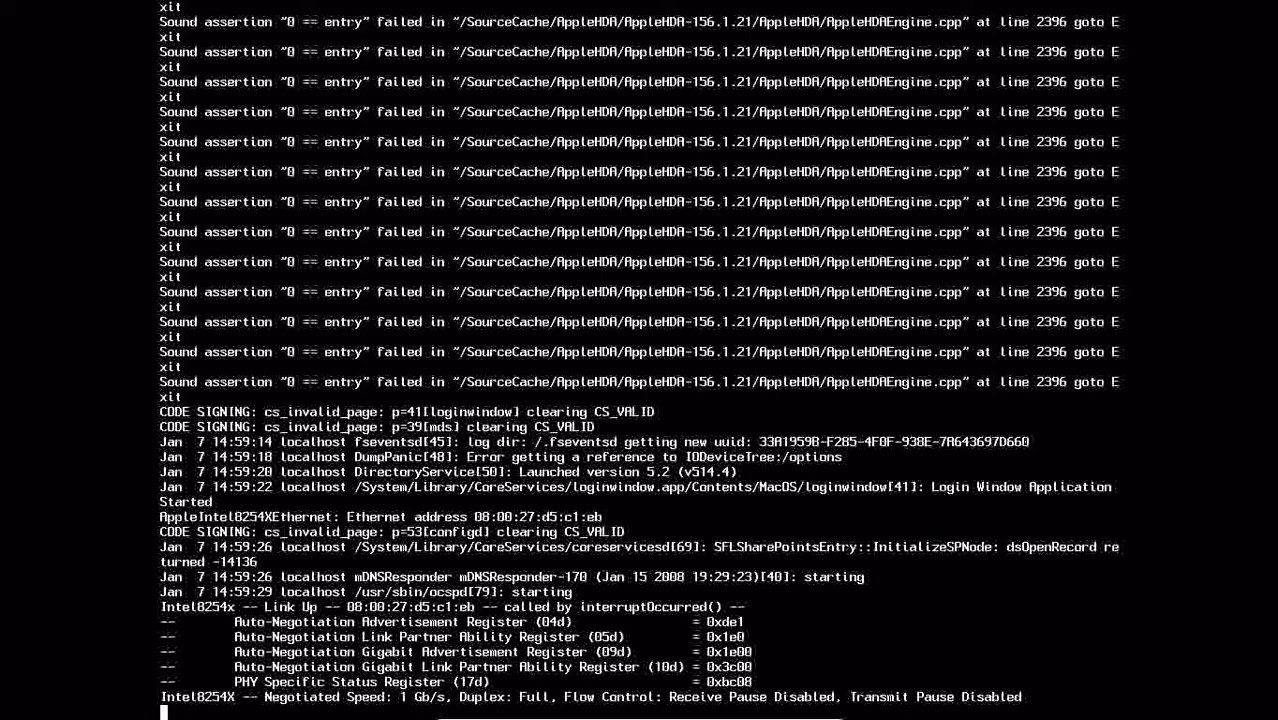 xit
Sound assertion "0 == entry" failed in "/SourceCache/AppleHDA/AppleHDA-156.1.21/AppleHDAEngine.cpp" at line 2396 goto E
xit
Sound assertion "0 == entry" failed in "/SourceCache/AppleHDA/AppleHDA-156.1.21/AppleHDAEngine.cpp" at line 2396 goto E
xit
Sound assertion "0 == entry" failed in "/SourceCache/AppleHDA/AppleHDA-156.1.21/AppleHDAEngine.cpp" at line 2396 goto E
xit
Sound assertion "0 == entry" failed in "/SourceCache/AppleHDA/AppleHDA-156.1.21/AppleHDAEngine.cpp" at line 2396 goto E
xit
Sound assertion "0 == entry" failed in "/SourceCache/AppleHDA/AppleHDA-156.1.21/AppleHDAEngine.cpp" at line 2396 goto E
xit
Sound assertion "0 == entry" failed in "/SourceCache/AppleHDA/AppleHDA-156.1.21/AppleHDAEngine.cpp" at line 2396 goto E
xit
Sound assertion "0 == entry" failed in "/SourceCache/AppleHDA/AppleHDA-156.1.21/AppleHDAEngine.cpp" at line 2396 goto E
xit
Sound assertion "0 == entry" failed in "/SourceCache/AppleHDA/AppleHDA-156.1.21/AppleHDAEngine.cpp" at line 2396 goto E
xit
Sound assertion "0 == entry" failed in "/SourceCache/AppleHDA/AppleHDA-156.1.21/AppleHDAEngine.cpp" at line 2396 goto E
xit
Sound assertion "0 == entry" failed in "/SourceCache/AppleHDA/AppleHDA-156.1.21/AppleHDAEngine.cpp" at line 2396 goto E
xit
Sound assertion "0 == entry" failed in "/SourceCache/AppleHDA/AppleHDA-156.1.21/AppleHDAEngine.cpp" at line 2396 goto E
xit
Sound assertion "0 == entry" failed in "/SourceCache/AppleHDA/AppleHDA-156.1.21/AppleHDAEngine.cpp" at line 2396 goto E
xit
Sound assertion "0 == entry" failed in "/SourceCache/AppleHDA/AppleHDA-156.1.21/AppleHDAEngine.cpp" at line 2396 goto E
xit
CODE SIGNING: cs_invalid_page: p=41[loginwindow] clearing CS_VALID
CODE SIGNING: cs_invalid_page: p=39[mds] clearing CS_VALID
Jan  7 14:59:14 localhost fseventsd[45]: log dir: /.fseventsd getting new uuid: 33A1959B-F285-4F0F-938E-7A643697D660
Jan  7 14:59:18 localhost DumpPanic[48]: Error getting a reference to IODeviceTree:/options
Jan  7 14:59:20 localhost DirectoryService[50]: Launched version 5.2 (v514.4)
Jan  7 14:59:22 localhost /System/Library/CoreServices/loginwindow.app/Contents/MacOS/loginwindow[41]: Login Window Application
Started
AppleIntel8254XEthernet: Ethernet address 08:00:27:d5:c1:eb
CODE SIGNING: cs_invalid_page: p=53[configd] clearing CS_VALID
Jan  7 14:59:26 localhost /System/Library/CoreServices/coreservicesd[69]: SFLSharePointsEntry::InitializeSPNode: dsOpenRecord re
turned -14136
Jan  7 14:59:26 localhost mDNSResponder mDNSResponder-170 (Jan 15 2008 19:29:23)[40]: starting
Jan  7 14:59:29 localhost /usr/sbin/ocspd[79]: starting
Intel8254x -- Link Up -- 08:00:27:d5:c1:eb -- called by interruptOccurred() --
--        Auto-Negotiation Advertisement Register (04d)                = 0xde1
--        Auto-Negotiation Link Partner Ability Register (05d)         = 0x1e0
--        Auto-Negotiation Gigabit Advertisement Register (09d)        = 0x1e00
--        Auto-Negotiation Gigabit Link Partner Ability Register (10d) = 0x3c00
--        PHY Specific Status Register (17d)                           = 0xbc08
Intel8254X -- Negotiated Speed: 1 Gb/s, Duplex: Full, Flow Control: Receive Pause Disabled, Transmit Pause Disabled